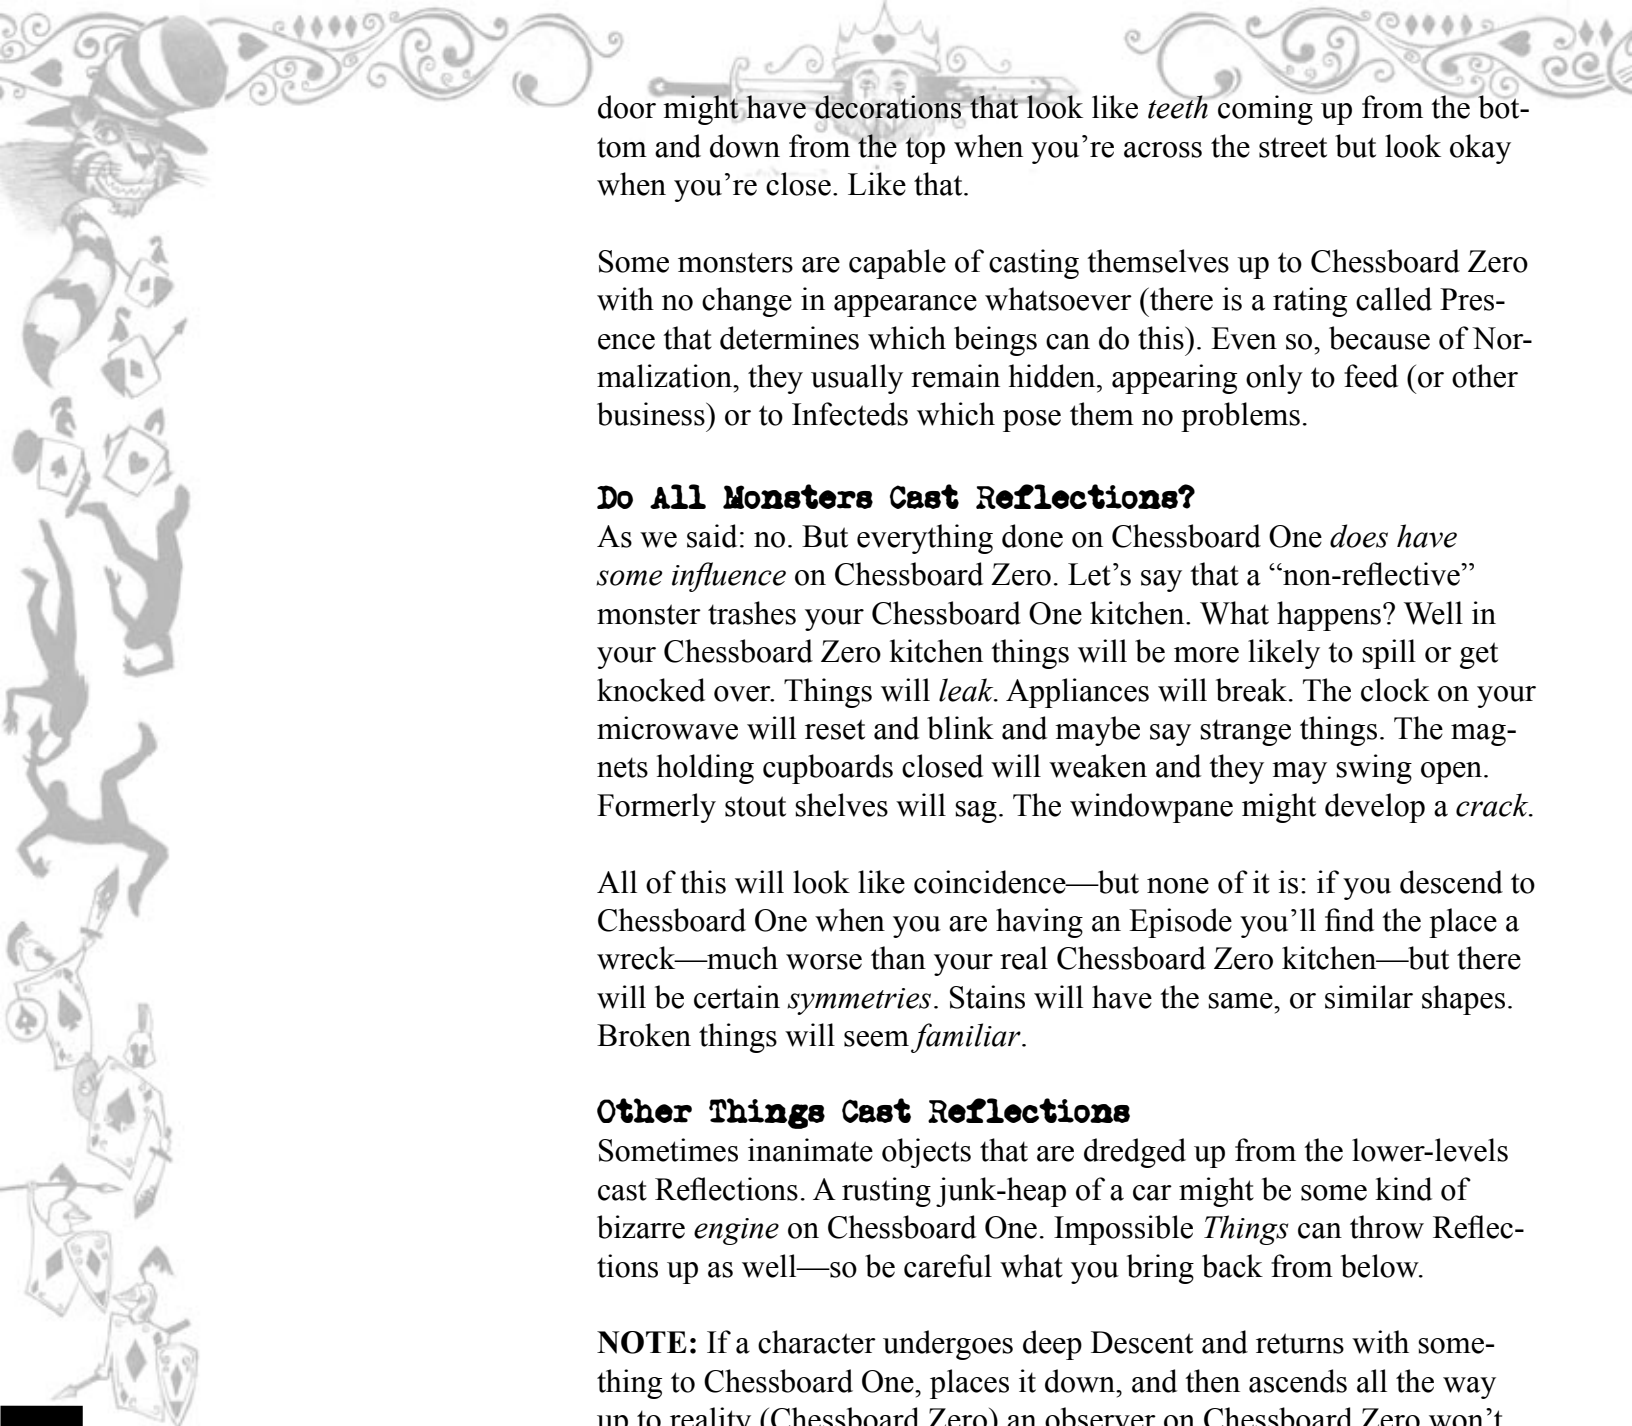 door might have decorations that look like teeth coming up from the bot-
tom and down from the top when you're across the street but look okay
when you're close. Like that.
Some monsters are capable of casting themselves up to Chessboard Zero
with no change in appearance whatsoever (there is a rating called Pres-
ence that determines which beings can do this). Even so, because of Nor-
malization, they usually remain hidden, appearing only to feed (or other
business) or to Infecteds which pose them no problems.
Do All Monsters Cast Reflections?
As we said: no. But everything done on Chessboard One does have
some influence on Chessboard Zero. Let's say that a “non-reflective”
monster trashes your Chessboard One kitchen. What happens? Well in
your Chessboard Zero kitchen things will be more likely to spill or get
knocked over. Things will leak. Appliances will break. The clock on your
microwave will reset and blink and maybe say strange things. The mag-
nets holding cupboards closed will weaken and they may swing open.
Formerly stout shelves will sag. The windowpane might develop a crack.
All of this will look like coincidence—but none of it is: if you descend to
Chessboard One when you are having an Episode you'll find the place a
wreck—much worse than your real Chessboard Zero kitchen—but there
will be certain symmetries. Stains will have the same, or similar shapes.
Broken things will seem familiar.
Other Things Cast Reflections
Sometimes inanimate objects that are dredged up from the lower-levels
cast Reflections. A rusting junk-heap of a car might be some kind of
bizarre engine on Chessboard One. Impossible Things can throw Reflec-
tions up as well—so be careful what you bring back from below.
NOTE: If a character undergoes deep Descent and returns with some-
thing to Chessboard One, places it down, and then ascends all the way
up to reality (Chessboard Zero) an observer on Chessboard Zero won't